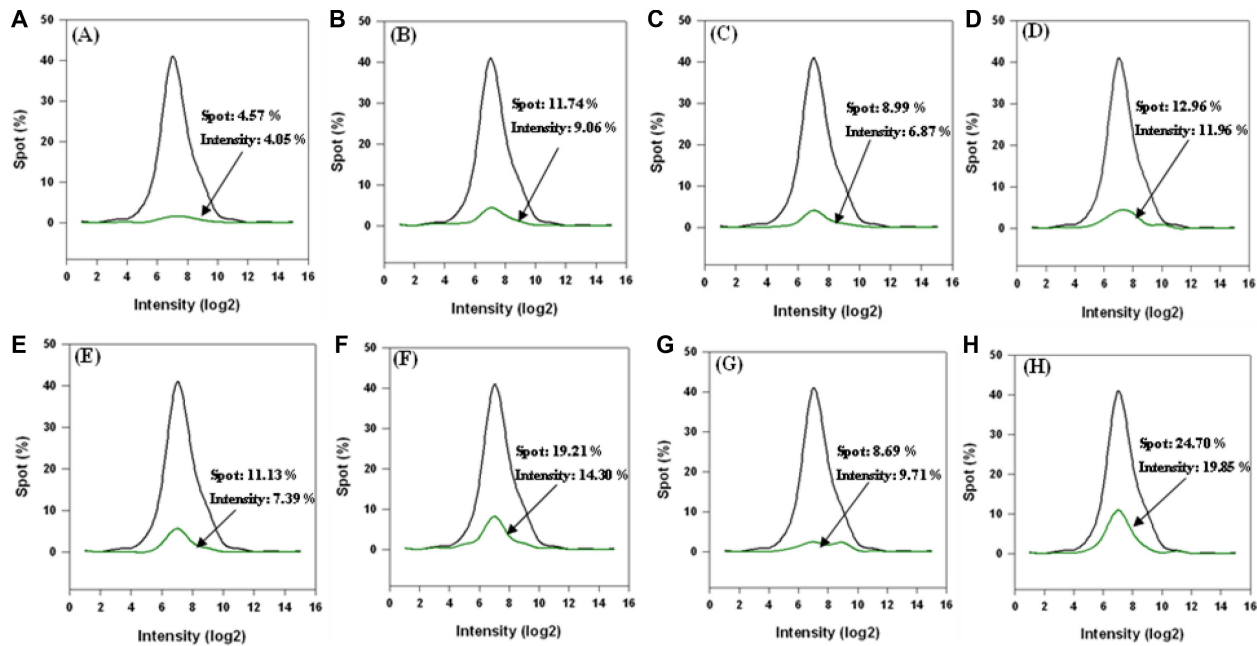 A
(A)
50
40
30
20
10
0
Spot (%)
Spot: 4.57 %
Intensity: 4.05 %
0 2 4 6 8 10 12 14 16
Intensity (log2)
B
(B)
50
40
30
20
10
0
Spot (%)
Spot: 11.74 %
Intensity: 9.06 %
0 2 4 6 8 10 12 14 16
Intensity (log2)
C
(C)
50
40
30
20
10
0
Spot (%)
Spot: 8.99 %
Intensity: 6.87 %
0 2 4 6 8 10 12 14 16
Intensity (log2)
D
(D)
50
40
30
20
10
0
Spot (%)
Spot: 12.96 %
Intensity: 11.96 %
0 2 4 6 8 10 12 14 16
Intensity (log2)
E
(E)
50
40
30
20
10
0
Spot (%)
Spot: 11.13 %
Intensity: 7.39 %
0 2 4 6 8 10 12 14 16
Intensity (log2)
F
(F)
50
40
30
20
10
0
Spot (%)
Spot: 19.21 %
Intensity: 14.30 %
0 2 4 6 8 10 12 14 16
Intensity (log2)
G
(G)
50
40
30
20
10
0
Spot (%)
Spot: 8.69 %
Intensity: 9.71 %
0 2 4 6 8 10 12 14 16
Intensity (log2)
H
(H)
50
40
30
20
10
0
Spot (%)
Spot: 24.70 %
Intensity: 19.85 %
0 2 4 6 8 10 12 14 16
Intensity (log2)